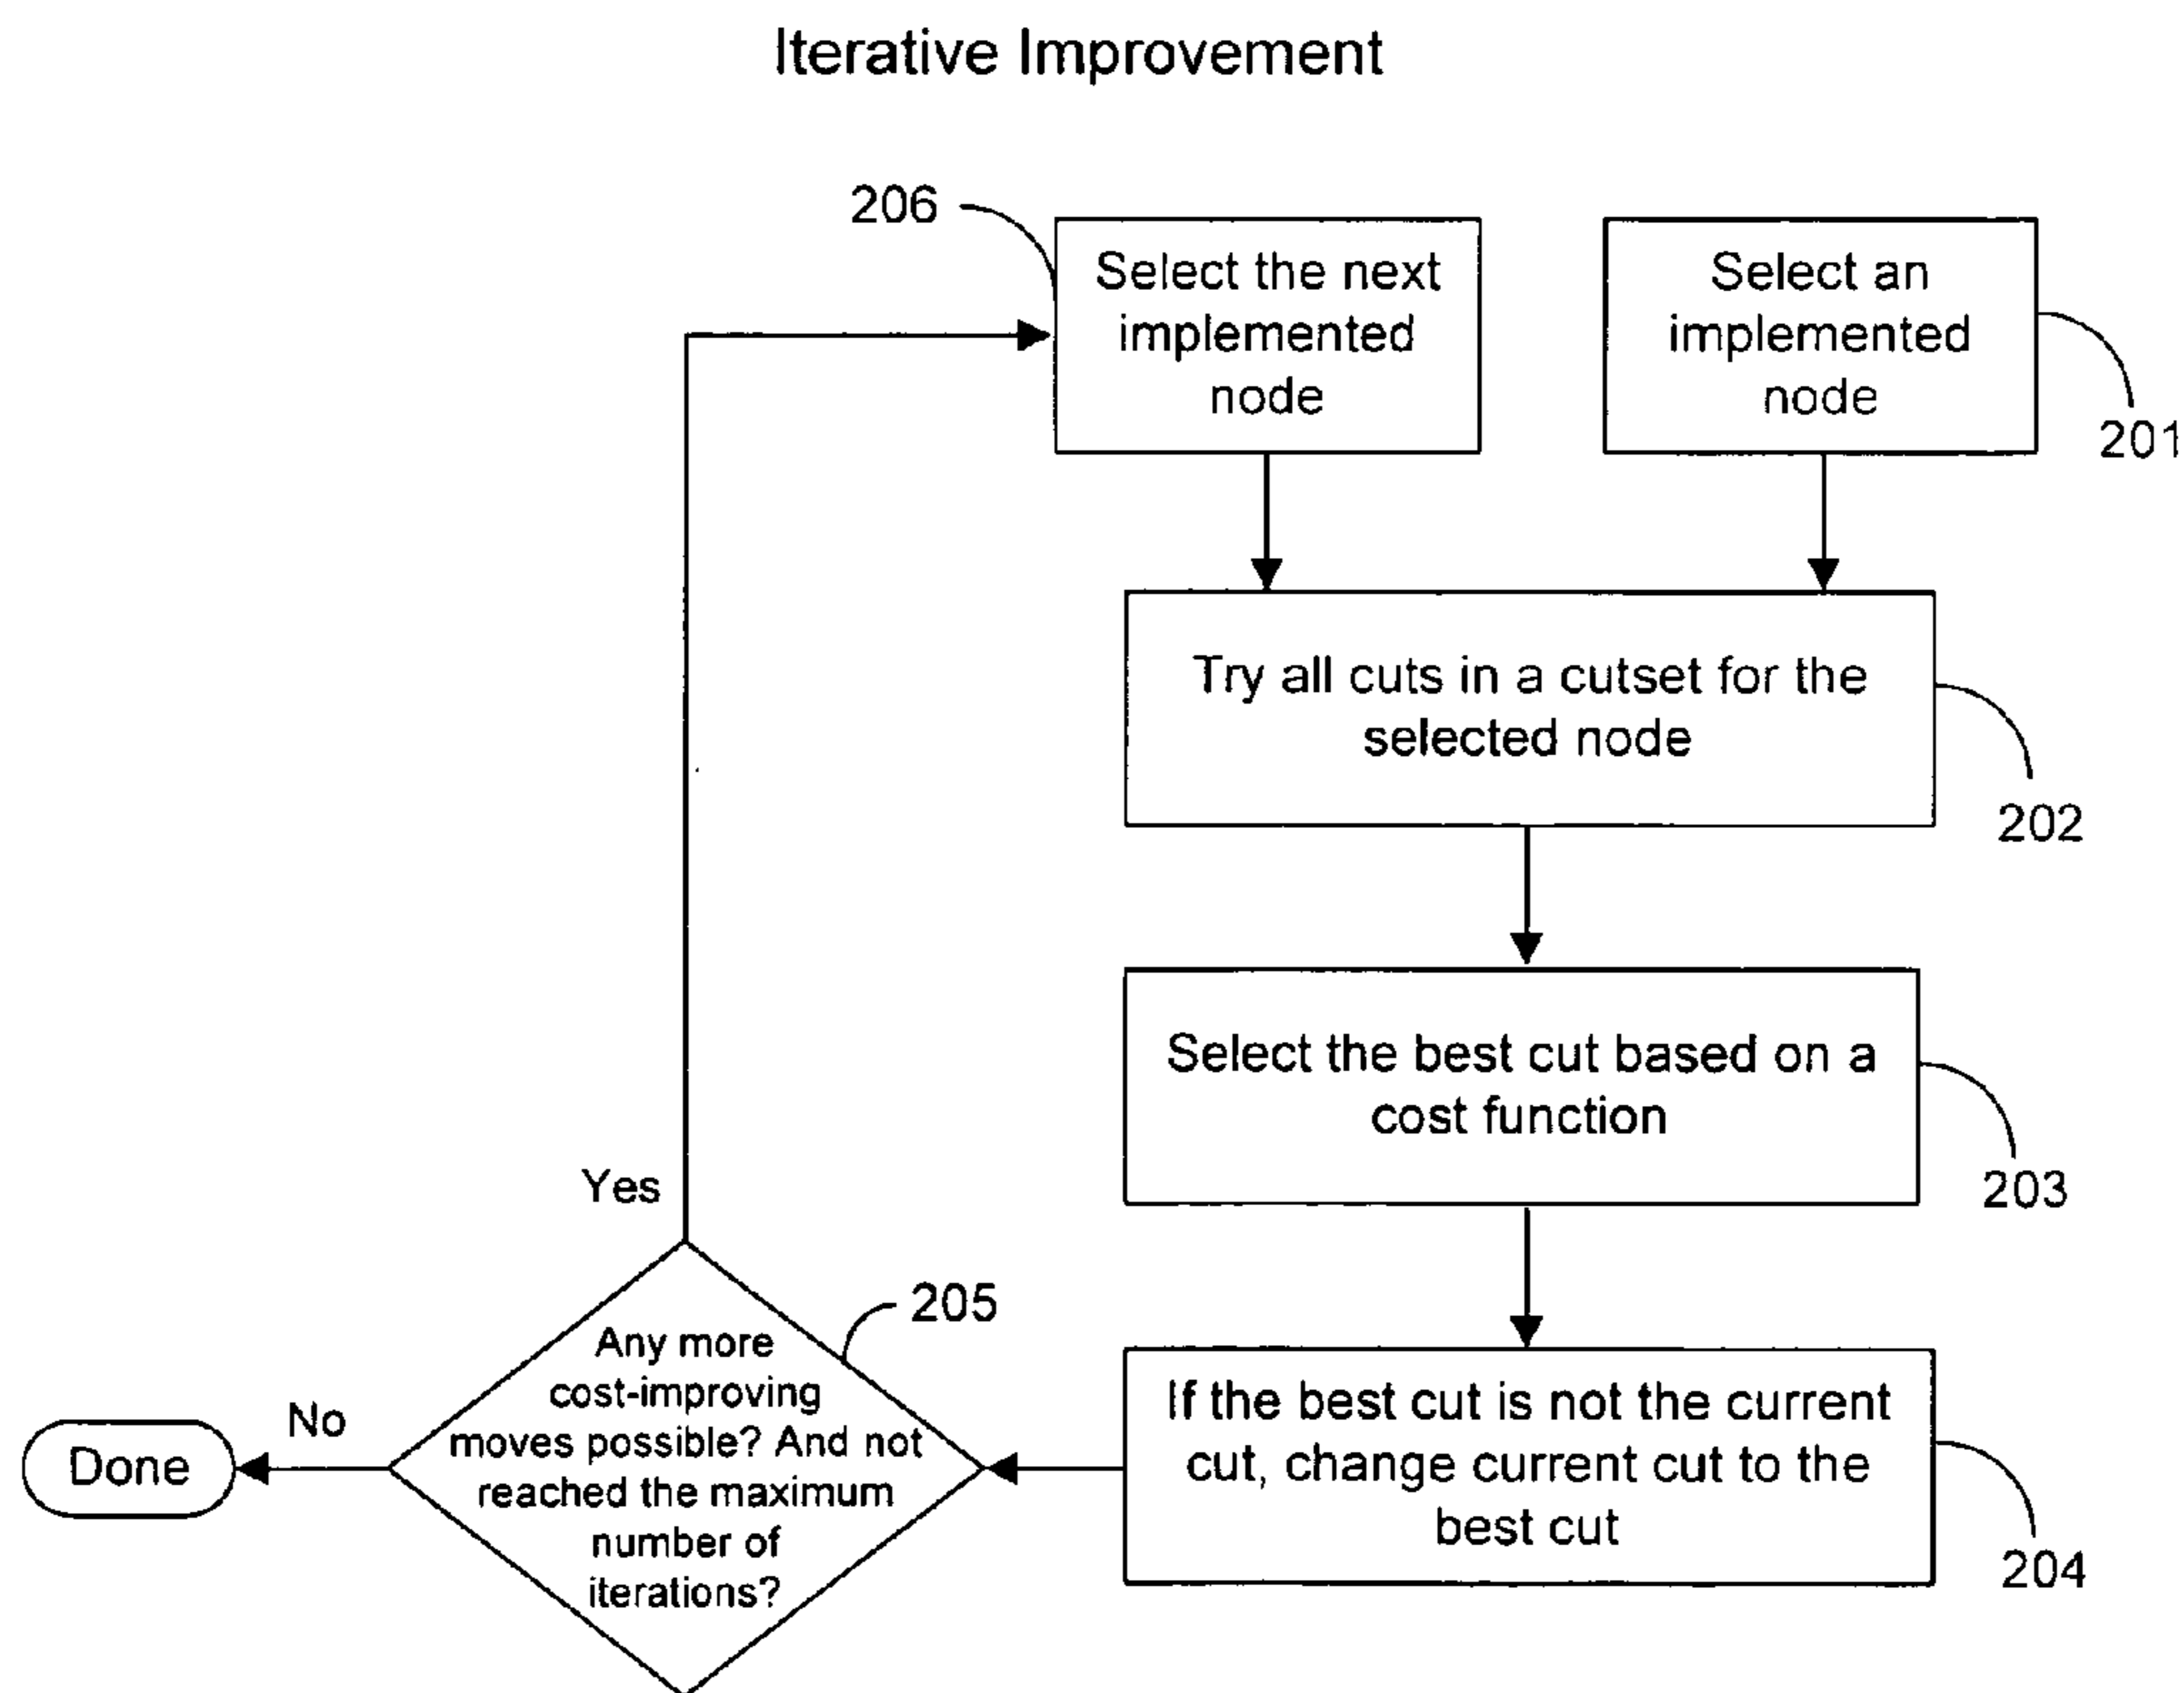 Iterative Improvement
206
Select the next
implemented
node
Select an
implemented
node
201
Try all cuts in a cutset for the
selected node
202
Select the best cut based on a
cost function
203
Yes
205
Any more
cost-improving
moves possible? And not
reached the maximum
number of
iterations?
No
Done
If the best cut is not the current
cut, change current cut to the
best cut
204